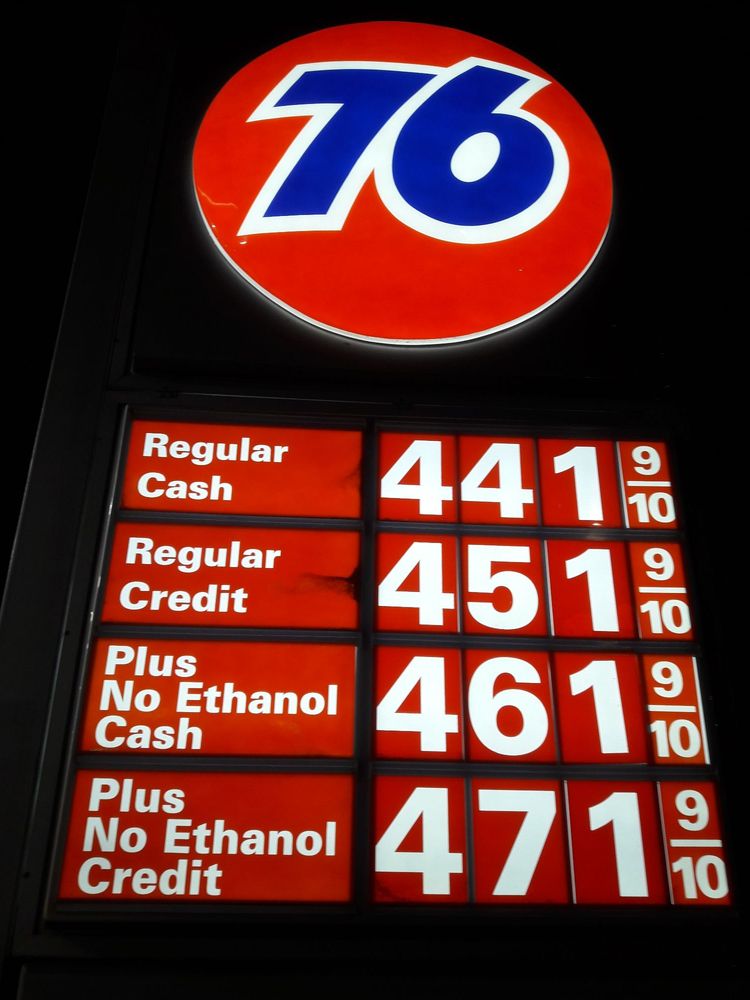 76
Regular
Cash
441 9/10
Regular
Credit
451 9/10
Plus
No Ethanol
Cash
461 9/10
Plus
No Ethanol
Credit
471 9/10